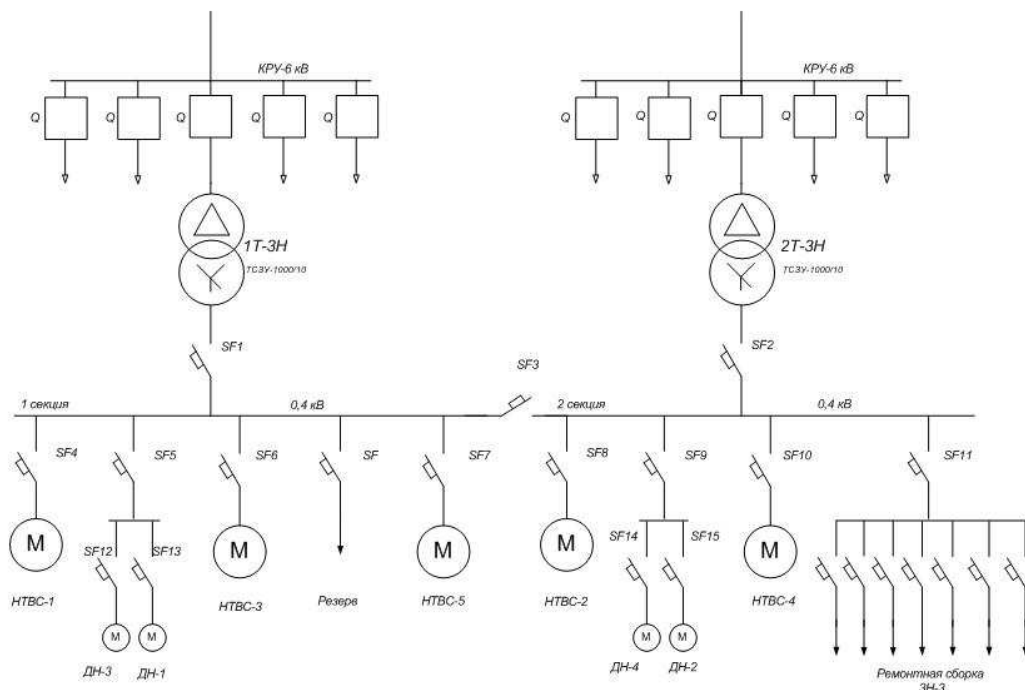 КРУ-6 кВ
КРУ-6 кВ
Q Q Q Q Q
Q Q Q Q Q
1Т-3Н
ТСЗУ-1000/10
2Т-3Н
ТСЗУ-1000/10
SF1
SF2
SF3
1 секция
0,4 кВ
2 секция
0,4 кВ
SF4
SF5
SF6
SF
SF7
SF8
SF9
SF10
SF11
М
М
М
М
М
SF12
SF13
SF14
SF15
НТВС-1
НТВС-3
Резерв
НТВС-5
НТВС-2
НТВС-4
М
М
М
М
ДН-3
ДН-1
ДН-4
ДН-2
Ремонтная сборка
ЗН-3